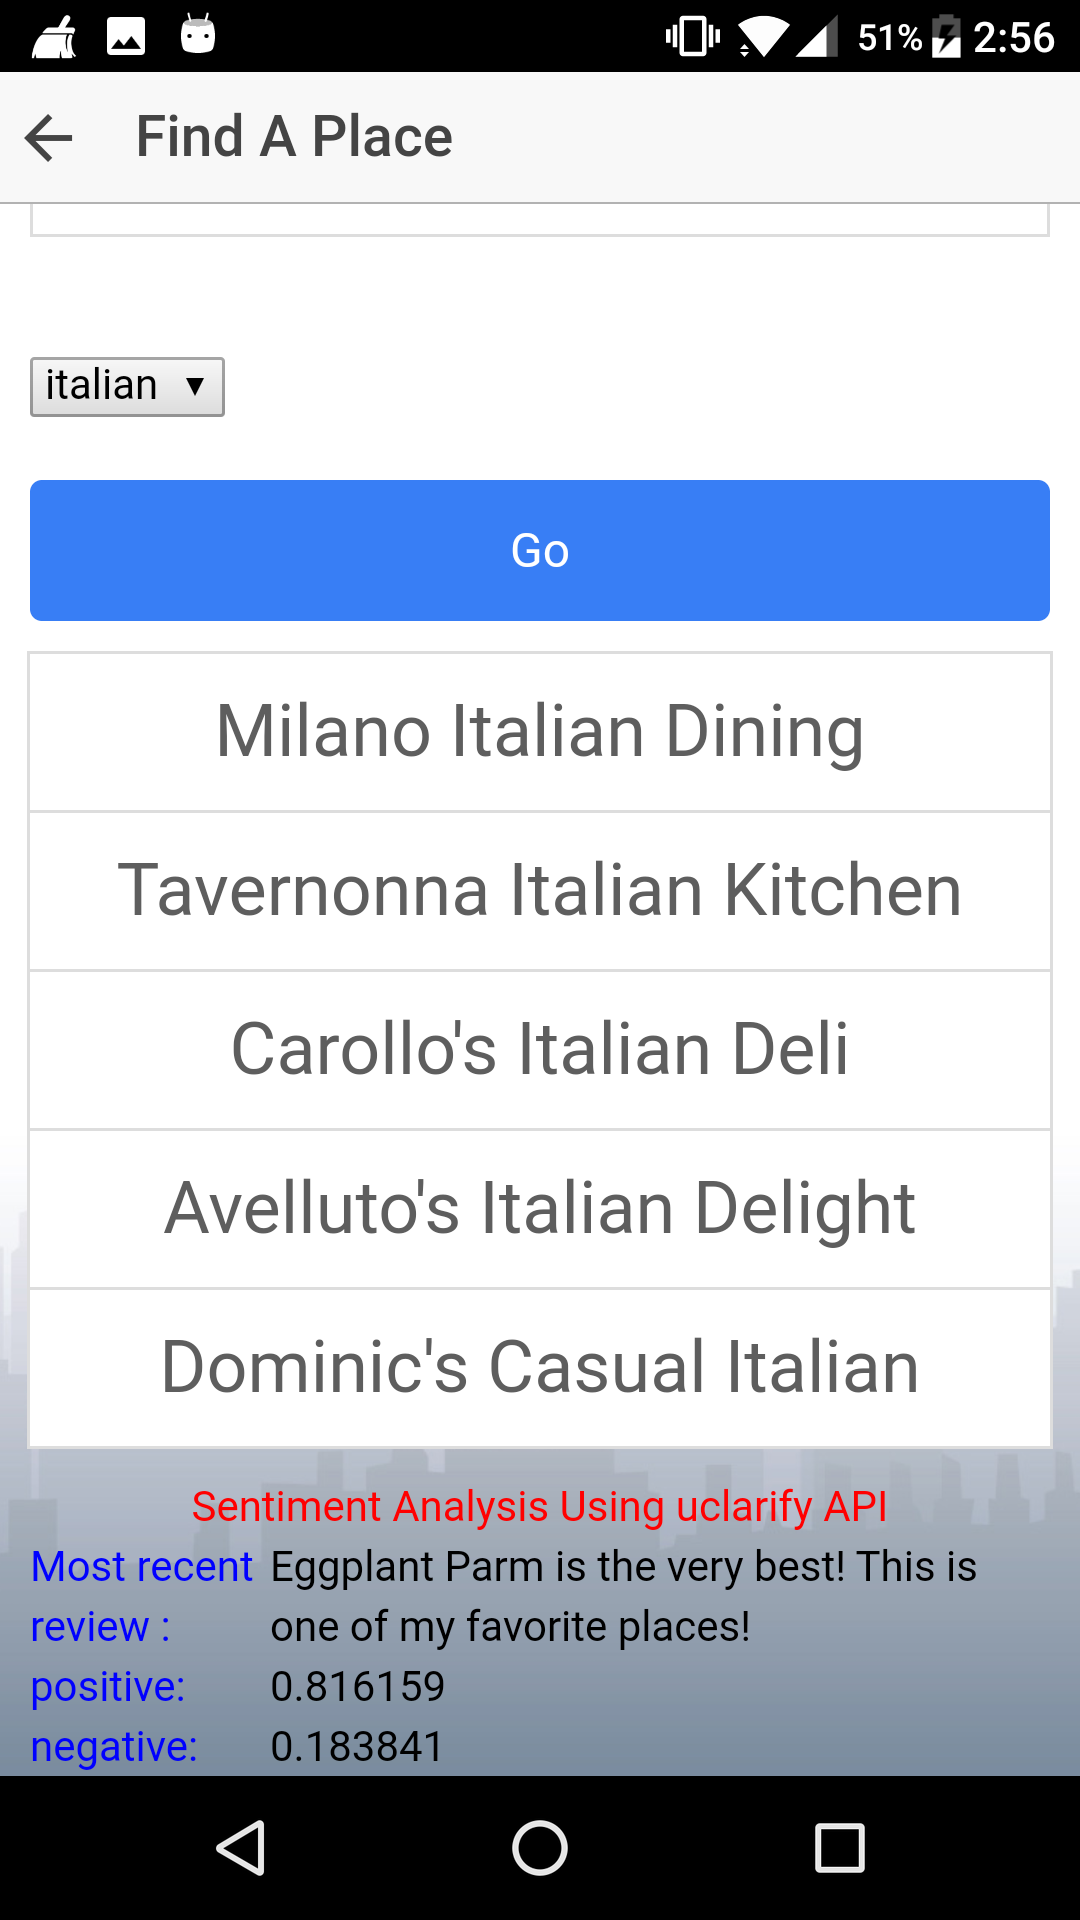 51% 2:56
Find A Place
italian ▼
Go
Milano Italian Dining
Tavernonna Italian Kitchen
Carollo's Italian Deli
Avelluto's Italian Delight
Dominic's Casual Italian
Sentiment Analysis Using uclarify API
Most recent Eggplant Parm is the very best! This is
review : one of my favorite places!
positive: 0.816159
negative: 0.183841